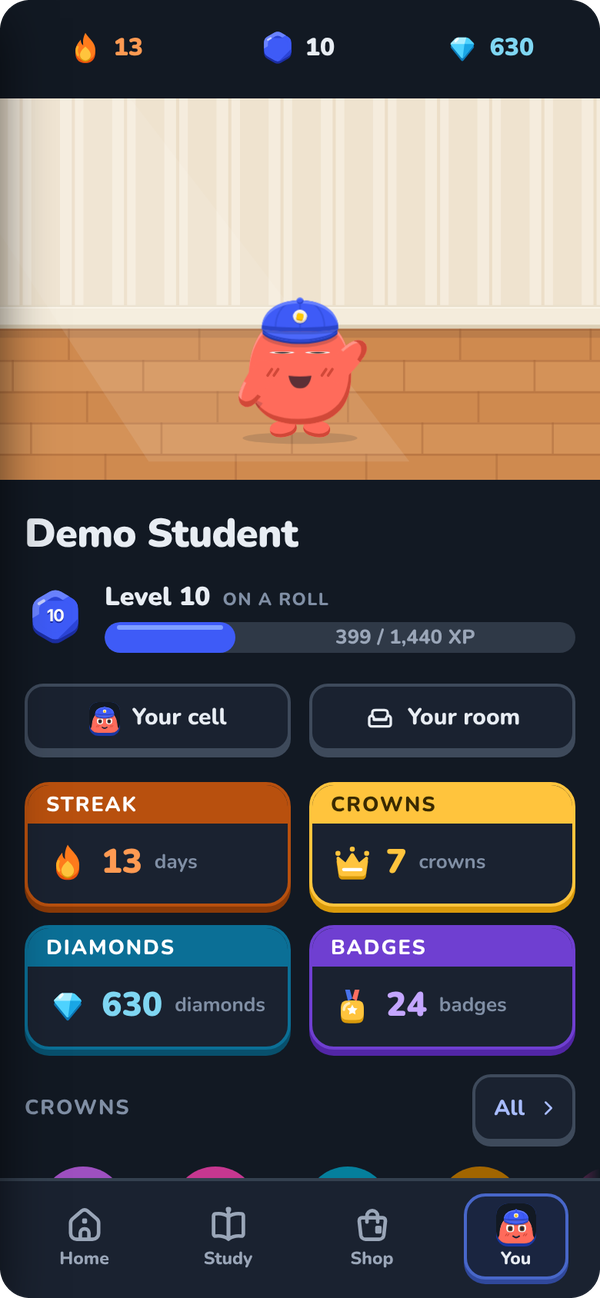 13
10
630
Demo Student
Level 10 ON A ROLL
10
399 / 1,440 XP
Your cell
Your room
STREAK
13 days
CROWNS
7 crowns
DIAMONDS
630 diamonds
BADGES
24 badges
CROWNS
All
Home
Study
Shop
You